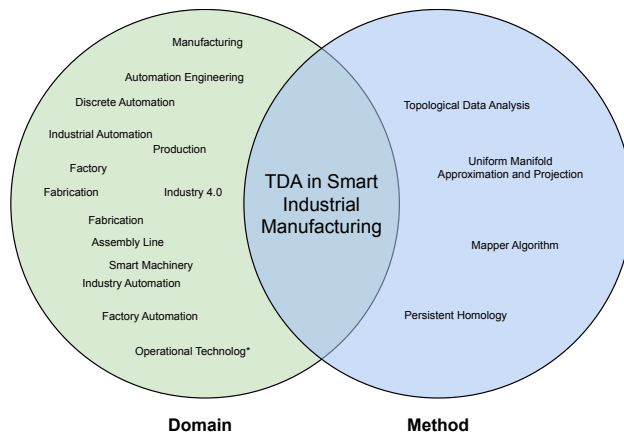 Manufacturing
Automation Engineering
Discrete Automation
Industrial Automation
Production
Factory
Fabrication
Industry 4.0
Fabrication
Assembly Line
Smart Machinery
Industry Automation
Factory Automation
Operational Technolog*
TDA in Smart
Industrial
Manufacturing
Topological Data Analysis
Uniform Manifold
Approximation and Projection
Mapper Algorithm
Persistent Homology
Domain
Method